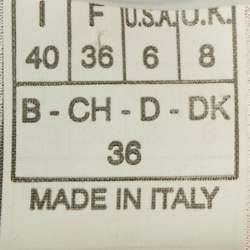 I F U.S.A. U.K.
40 36 6 8
B - CH - D - DK
36
MADE IN ITALY